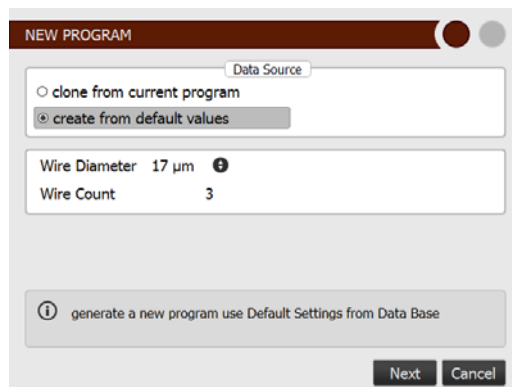 NEW PROGRAM
Data Source
clone from current program
create from default values
Wire Diameter 17 µm
Wire Count 3
generate a new program use Default Settings from Data Base
Next Cancel